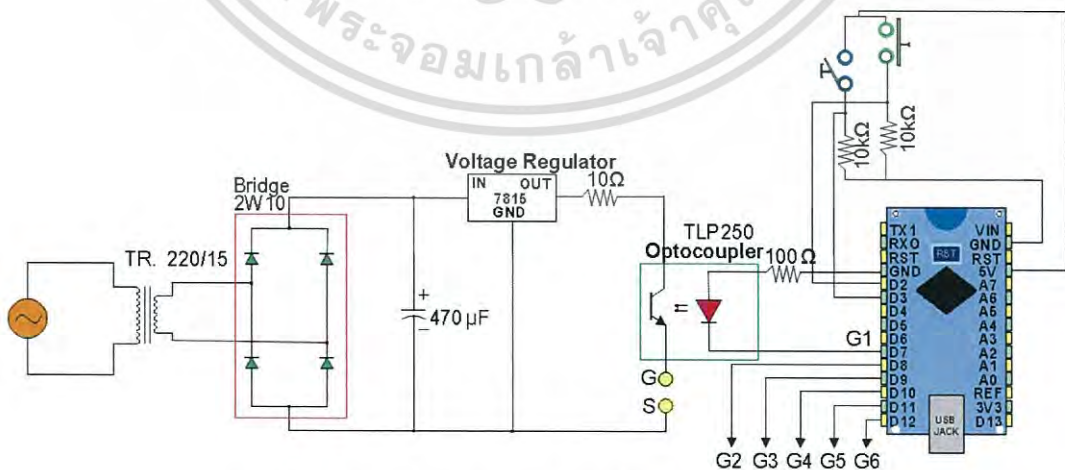 พระจอมเกล้าเจ้าคุณ
Voltage Regulator
IN OUT
7815
GND
10Ω
Bridge
2W10
TR. 220/15
+
470 µF
−
TLP250
Optocoupler
100Ω
10kΩ
10kΩ
G
S
G1
G2 G3 G4 G5 G6
TX1
RX0
RST
GND
D2
D3
D4
D5
D6
D7
D8
D9
D10
D11
D12
RST
VIN
GND
RST
5V
A7
A6
A5
A4
A3
A2
A1
A0
REF
3V3
D13
USB
JACK